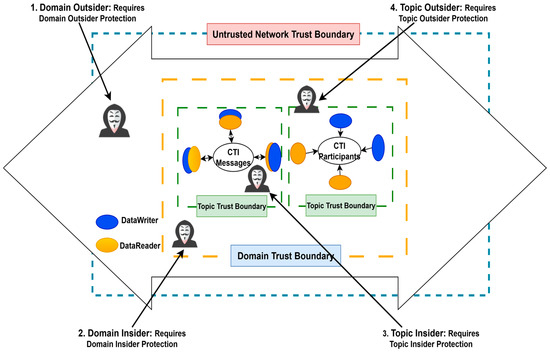 1. Domain Outsider: Requires
Domain Outsider Protection
4. Topic Outsider: Requires
Topic Outsider Protection
Untrusted Network Trust Boundary
CTI
Messages
CTI
Participants
Topic Trust Boundary
Topic Trust Boundary
DataWriter
DataReader
Domain Trust Boundary
2. Domain Insider: Requires
Domain Insider Protection
3. Topic Insider: Requires
Topic Insider Protection